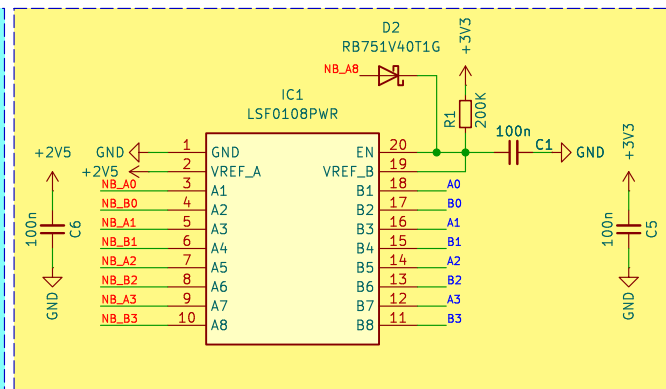 D2
RB751V40T1G
+3V3
NB_A8
IC1
LSF0108PWR
R1
200K
100n
C1
GND
+2V5
GND
1
GND
EN
20
+2V5
2
VREF_A
VREF_B
19
NB_A0
3
A1
B1
18
A0
NB_B0
4
A2
B2
17
B0
NB_A1
5
A3
B3
16
A1
NB_B1
6
A4
B4
15
B1
NB_A2
7
A5
B5
14
A2
NB_B2
8
A6
B6
13
B2
NB_A3
9
A7
B7
12
A3
NB_B3
10
A8
B8
11
B3
100n
C6
GND
+3V3
100n
C5
GND